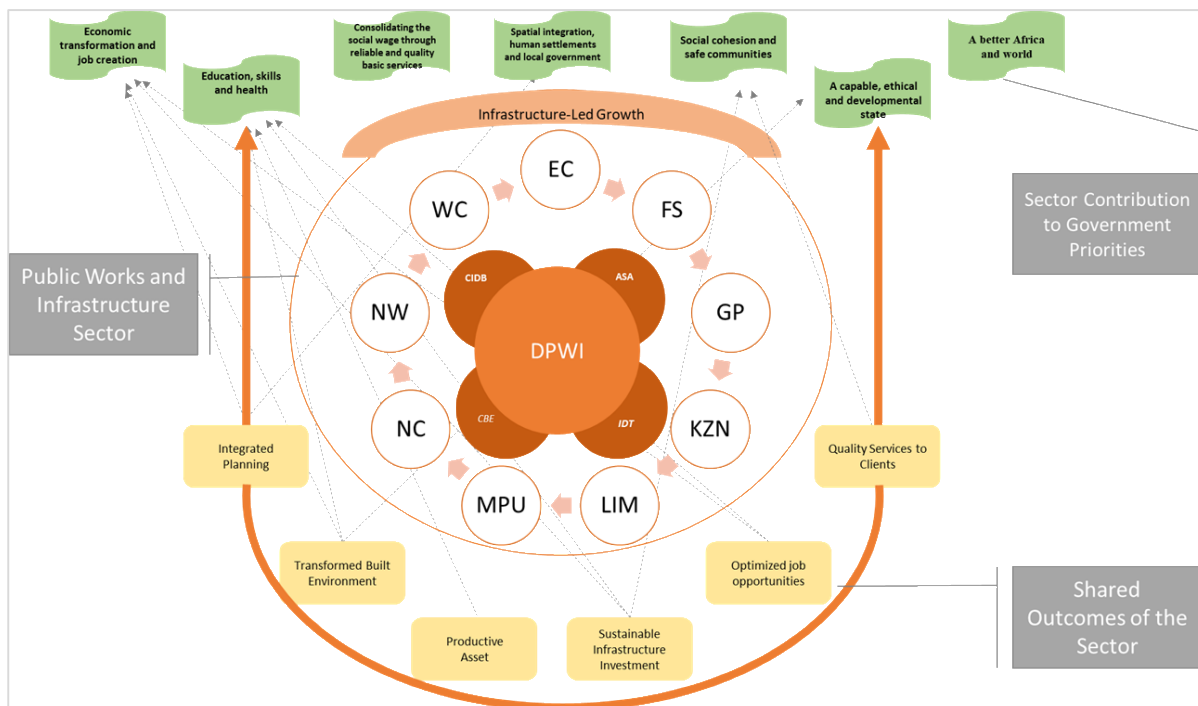 Economic
transformation and
job creation
Education, skills
and health
Consolidating the
social wage through
reliable and quality
basic services
Spatial integration,
human settlements
and local government
Social cohesion and
safe communities
A capable, ethical
and developmental
state
A better Africa
and world
Infrastructure-Led Growth
EC
WC
FS
CIDB
ASA
NW
GP
DPWI
CBE
IDT
NC
KZN
MPU
LIM
Public Works and
Infrastructure
Sector
Sector Contribution
to Government
Priorities
Integrated
Planning
Quality Services to
Clients
Transformed Built
Environment
Optimized job
opportunities
Productive
Asset
Sustainable
Infrastructure
Investment
Shared
Outcomes of the
Sector